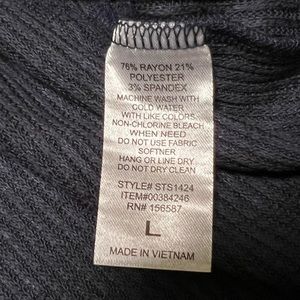 76% RAYON 21%
POLYESTER
3% SPANDEX
MACHINE WASH WITH
COLD WATER
WITH LIKE COLORS
NON-CHLORINE BLEACH
WHEN NEED
DO NOT USE FABRIC
SOFTNER
HANG OR LINE DRY
DO NOT DRY CLEAN
STYLE# STS1424
ITEM#00384246
RN# 156587
L
MADE IN VIETNAM